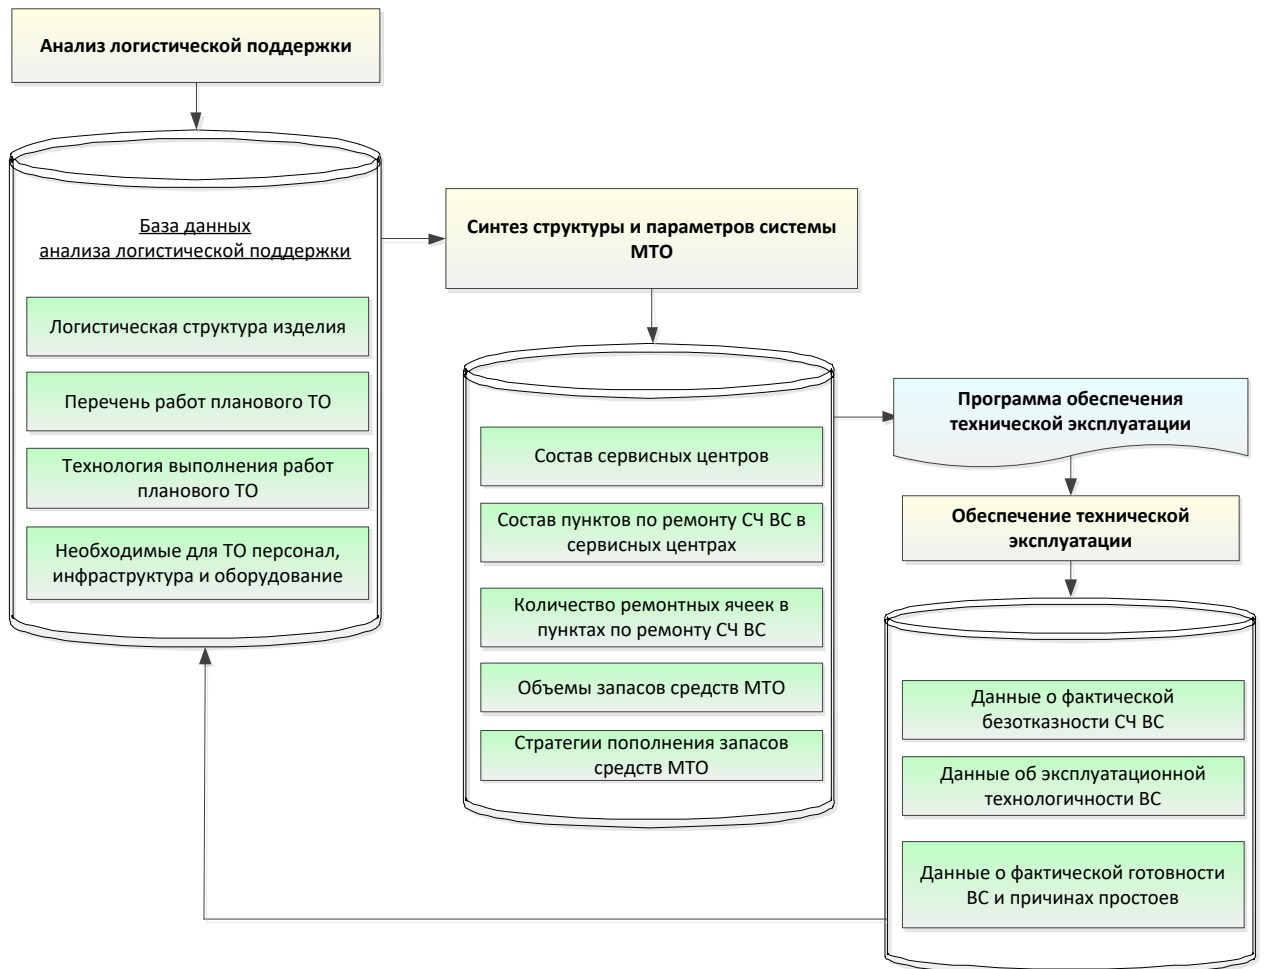 Анализ логистической поддержки
База данных
анализа логистической поддержки
Логистическая структура изделия
Перечень работ планового ТО
Технология выполнения работ
планового ТО
Необходимые для ТО персонал,
инфраструктура и оборудование
Синтез структуры и параметров системы
МТО
Состав сервисных центров
Состав пунктов по ремонту СЧ ВС в
сервисных центрах
Количество ремонтных ячеек в
пунктах по ремонту СЧ ВС
Объемы запасов средств МТО
Стратегии пополнения запасов
средств МТО
Программа обеспечения
технической эксплуатации
Обеспечение технической
эксплуатации
Данные о фактической
безотказности СЧ ВС
Данные об эксплуатационной
технологичности ВС
Данные о фактической готовности
ВС и причинах простоев